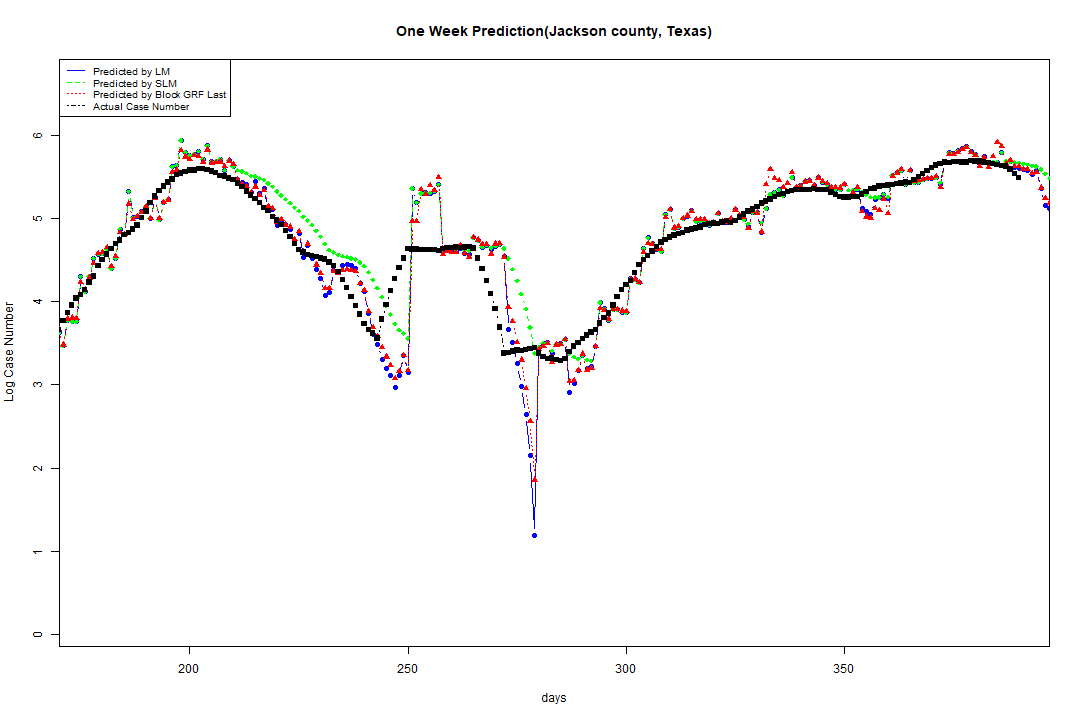 One Week Prediction(Jackson county, Texas)
Predicted by LM
Predicted by SLM
Predicted by Block GRF Last
Actual Case Number
6
5
4
3
2
1
0
Log Case Number
200
250
300
350
days